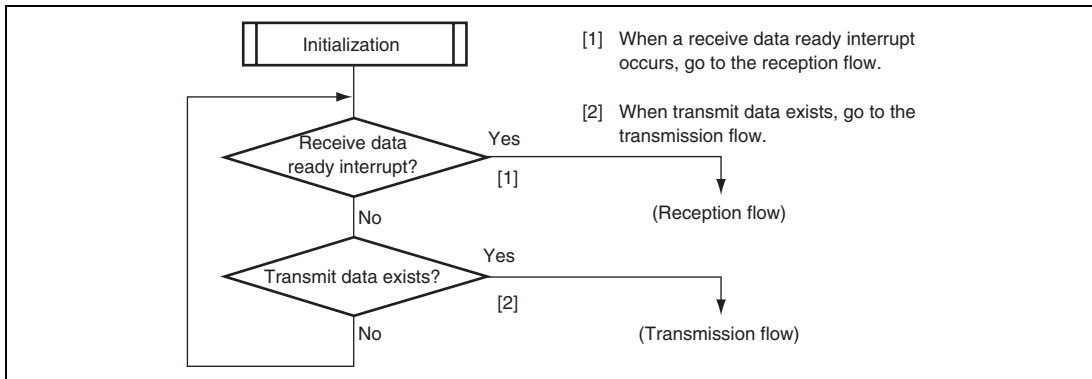 Initialization
[1] When a receive data ready interrupt
occurs, go to the reception flow.
[2] When transmit data exists, go to the
transmission flow.
Receive data
ready interrupt?
Yes
[1]
(Reception flow)
No
Transmit data exists?
Yes
[2]
(Transmission flow)
No